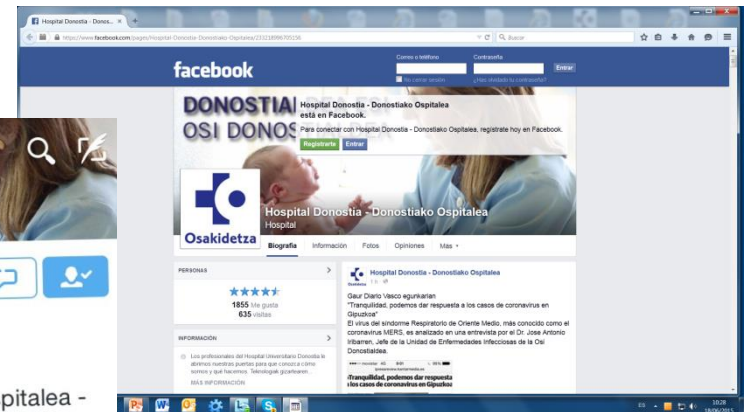 Hospital Donostia - Donos...
https://www.facebook.com/pages/Hospital-Donostia-Donostiako-Ospitalea/233218996705156
Buscar
facebook
Correo o teléfono
Contraseña
Entrar
No cerrar sesión
¿Has olvidado tu contraseña?
DONOSTIA
OSI DONOS
Hospital Donostia - Donostiako Ospitalea
está en Facebook.
Para conectar con Hospital Donostia - Donostiako Ospitalea, regístrate hoy en Facebook.
Registrarte
Entrar
Osakidetza
Hospital Donostia - Donostiako Ospitalea
Hospital
Biografía
Información
Fotos
Opiniones
Más
PERSONAS
1855 Me gusta
635 visitas
INFORMACIÓN
Los professionales del Hospital Universitario Donostia le
abrimos nuestras puertas para que conozca cómo
somos y qué hacemos. Teknologiak gizartearen...
MÁS INFORMACIÓN
Hospital Donostia - Donostiako Ospitalea
1 h
Gaur Diario Vasco egunkarian
"Tranquilidad, podemos dar respuesta a los casos de coronavirus en
Gipuzkoa"
El virus del síndorme Respiratorio de Oriente Medio, más conocido como el
coronavirus MERS, es analizado en una entrevista por el Dr. Jose Antonio
Iribarren, Jefe de la Unidad de Enfermedades Infecciosas de la Osi
Donostialdea.
«Tranquilidad, podemos dar respuesta
a los casos de coronavirus en Gipuzkoa
pitalea -
ES
10:28
18/06/2015